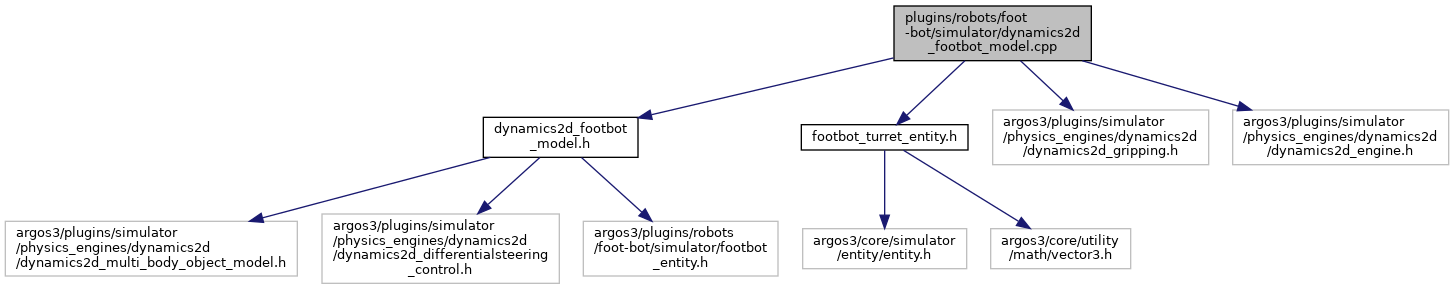 plugins/robots/foot
-bot/simulator/dynamics2d
_footbot_model.cpp
dynamics2d_footbot
_model.h
footbot_turret_entity.h
argos3/plugins/simulator
/physics_engines/dynamics2d
/dynamics2d_gripping.h
argos3/plugins/simulator
/physics_engines/dynamics2d
/dynamics2d_engine.h
argos3/plugins/simulator
/physics_engines/dynamics2d
/dynamics2d_multi_body_object_model.h
argos3/plugins/simulator
/physics_engines/dynamics2d
/dynamics2d_differentialsteering
_control.h
argos3/plugins/robots
/foot-bot/simulator/footbot
_entity.h
argos3/core/simulator
/entity/entity.h
argos3/core/utility
/math/vector3.h